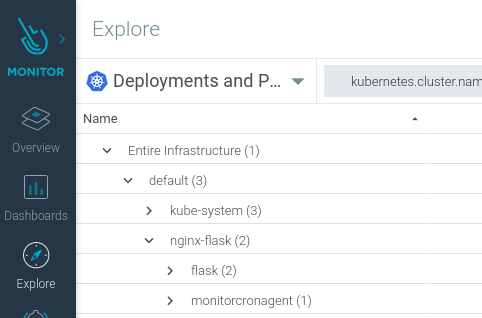 Explore
MONITOR
Deployments and P...
kubernetes.cluster.nam
Name
Overview
Entire Infrastructure (1)
default (3)
Dashboards
kube-system (3)
nginx-flask (2)
flask (2)
Explore
monitorcronagent (1)